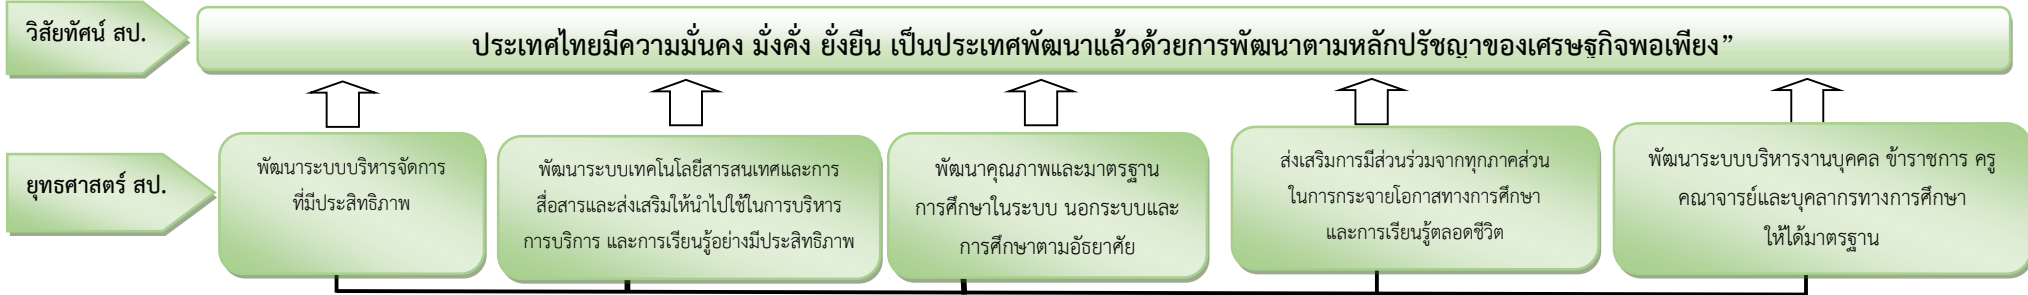 วิสัยทัศน์ สป.
ประเทศไทยมีความมั่นคง มั่งคั่ง ยั่งยืน เป็นประเทศพัฒนาแล้วด้วยการพัฒนาตามหลักปรัชญาของเศรษฐกิจพอเพียง”
ยุทธศาสตร์ สป.
พัฒนาระบบบริหารจัดการ
ที่มีประสิทธิภาพ
พัฒนาระบบเทคโนโลยีสารสนเทศและการ
สื่อสารและส่งเสริมให้นำไปใช้ในการบริหาร
การบริการ และการเรียนรู้อย่างมีประสิทธิภาพ
พัฒนาคุณภาพและมาตรฐาน
การศึกษาในระบบ นอกระบบและ
การศึกษาตามอัธยาศัย
ส่งเสริมการมีส่วนร่วมจากทุกภาคส่วน
ในการกระจายโอกาสทางการศึกษา
และการเรียนรู้ตลอดชีวิต
พัฒนาระบบบริหารงานบุคคล ข้าราชการ ครู
คณาจารย์และบุคลากรทางการศึกษา
ให้ได้มาตรฐาน